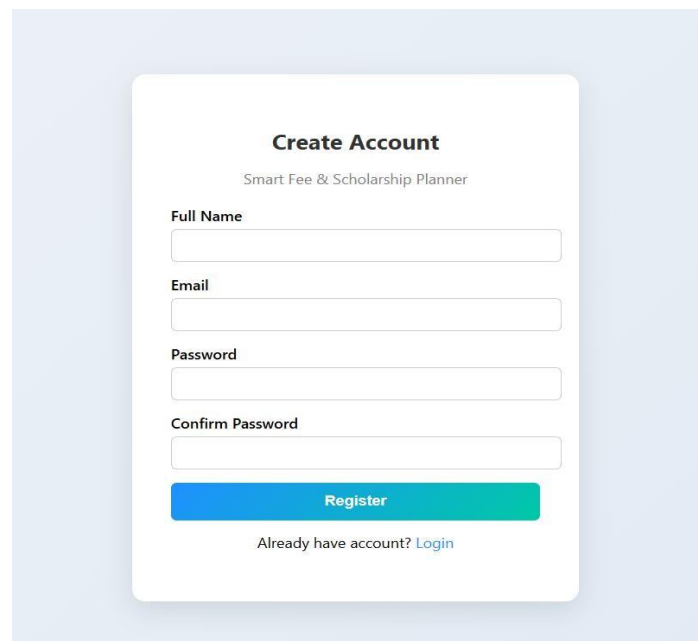 Create Account
Smart Fee & Scholarship Planner
Full Name
Email
Password
Confirm Password
Register
Already have account? Login